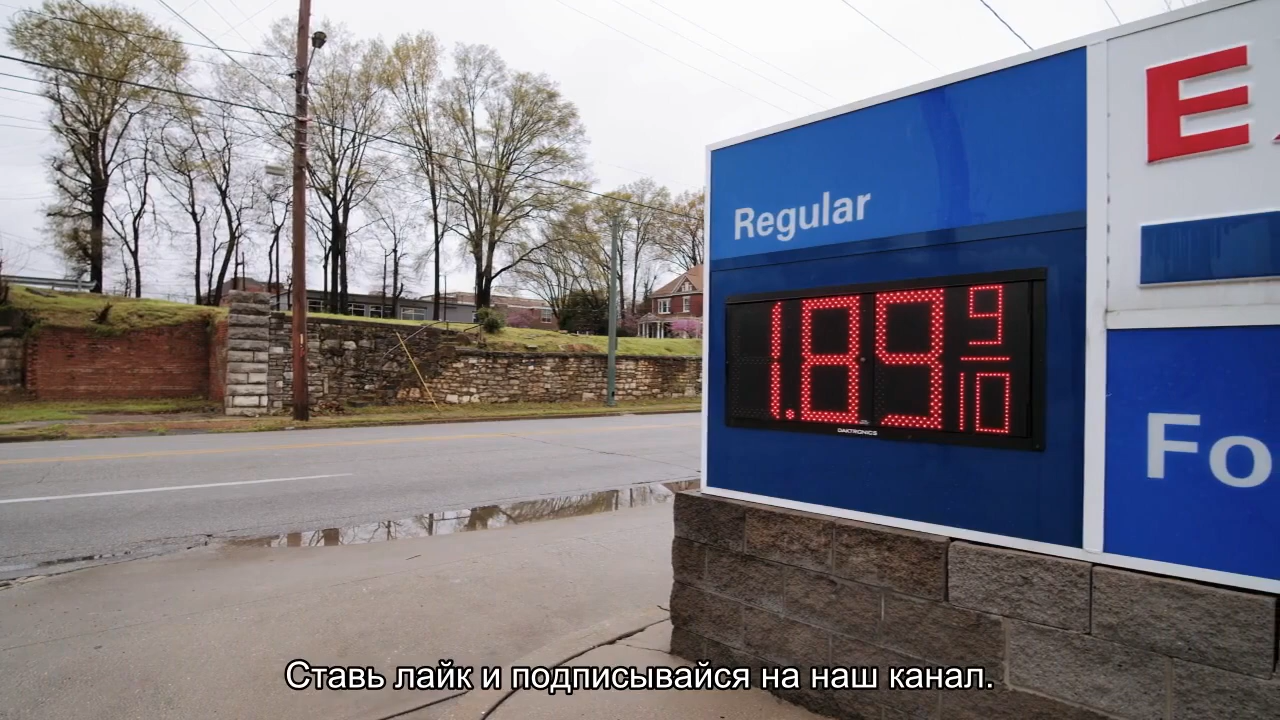 Regular
1.89 9/10
DAKTRONICS
E
Fo
Ставь лайк и подписывайся на наш канал.